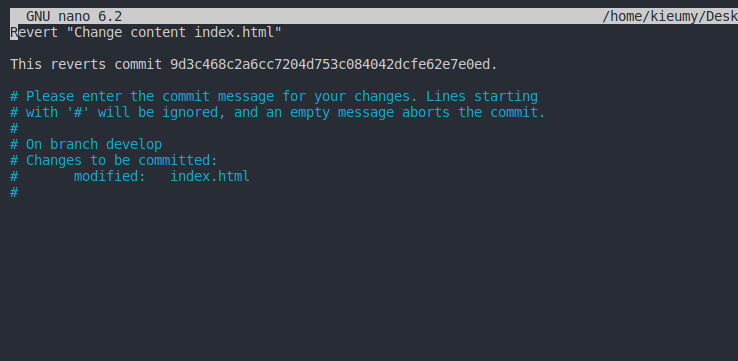 GNU nano 6.2 /home/kieumy/Desk
Revert "Change content index.html"
This reverts commit 9d3c468c2a6cc7204d753c084042dcfe62e7e0ed.
# Please enter the commit message for your changes. Lines starting
# with '#' will be ignored, and an empty message aborts the commit.
#
# On branch develop
# Changes to be committed:
#       modified:   index.html
#